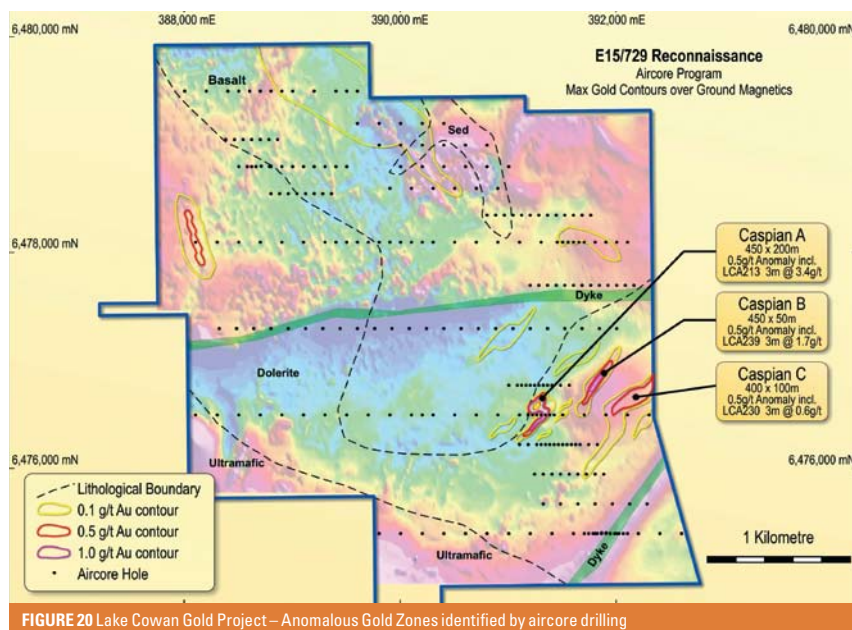 388,000 mE
390,000 mE
392,000 mE
6,480,000 mN
6,480,000 mN
E15/729 Reconnaissance
Aircore Program
Max Gold Contours over Ground Magnetics
Basalt
Sed
6,478,000 mN
6,478,000 mN
Caspian A
450 x 200m
0.5g/t Anomaly incl.
LCA213 3m @ 3.4g/t
Dyke
Caspian B
450 x 50m
0.5g/t Anomaly incl.
LCA239 3m @ 1.7g/t
Dolerite
Caspian C
400 x 100m
0.5g/t Anomaly incl.
LCA230 3m @ 0.6g/t
6,476,000 mN
6,476,000 mN
Ultramafic
Lithological Boundary
0.1 g/t Au contour
0.5 g/t Au contour
1.0 g/t Au contour
Aircore Hole
Ultramafic
Dyke
1 Kilometre
FIGURE 20 Lake Cowan Gold Project – Anomalous Gold Zones identified by aircore drilling